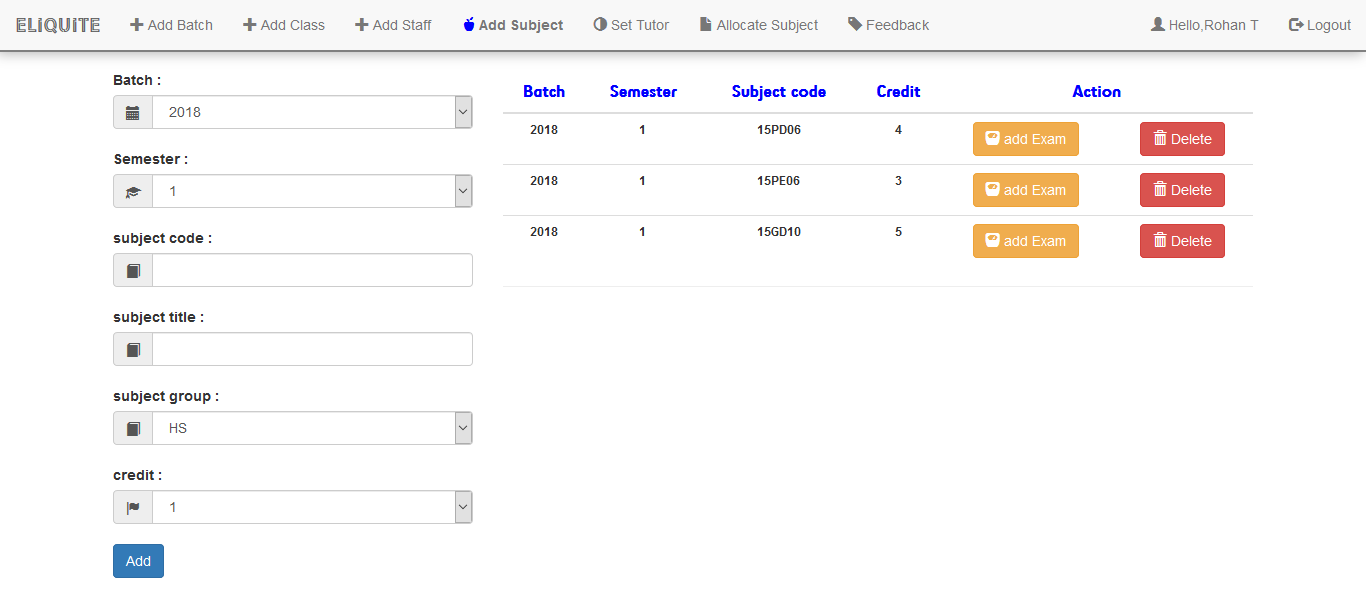 ELiQUiTE Add Batch Add Class Add Staff Add Subject Set Tutor Allocate Subject Feedback Hello,Rohan T Logout
Batch :
2018
Semester :
1
subject code :
subject title :
subject group :
HS
credit :
1
Add
Batch Semester Subject code Credit Action
2018 1 15PD06 4 add Exam Delete
2018 1 15PE06 3 add Exam Delete
2018 1 15GD10 5 add Exam Delete